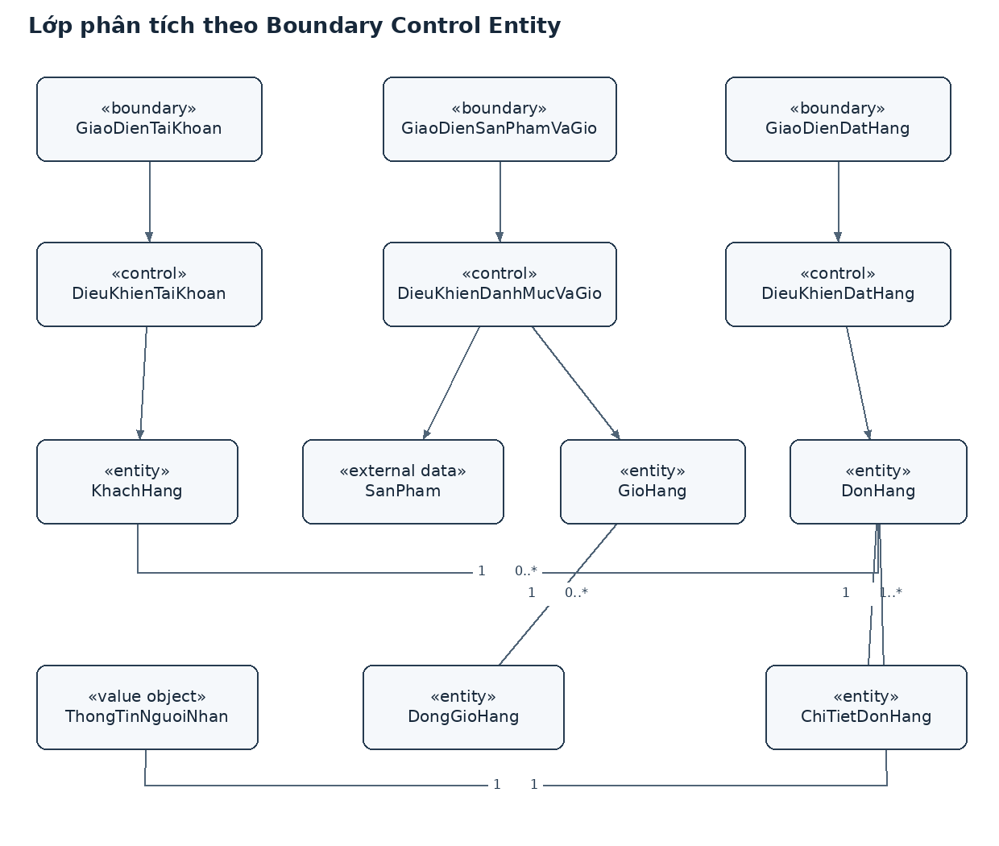 Lớp phân tích theo Boundary Control Entity
«boundary»
GiaoDienTaiKhoan
«boundary»
GiaoDienSanPhamVaGio
«boundary»
GiaoDienDatHang
«control»
DieuKhienTaiKhoan
«control»
DieuKhienDanhMucVaGio
«control»
DieuKhienDatHang
«entity»
KhachHang
«external data»
SanPham
«entity»
GioHang
«entity»
DonHang
1 0..*
1 0..*
1 1..*
«value object»
ThongTinNguoiNhan
«entity»
DongGioHang
«entity»
ChiTietDonHang
1 1